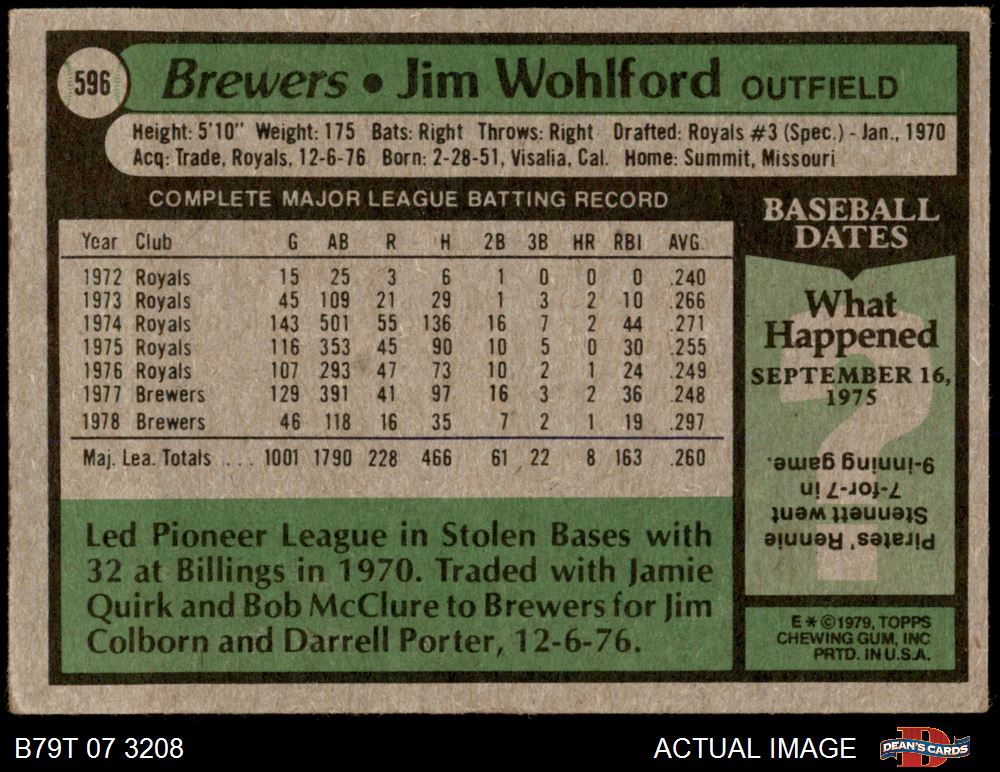 596
Brewers • Jim Wohlford OUTFIELD
Height: 5'10" Weight: 175 Bats: Right Throws: Right Drafted: Royals #3 (Spec.) - Jan., 1970
Acq: Trade, Royals, 12-6-76 Born: 2-28-51, Visalia, Cal. Home: Summit, Missouri
COMPLETE MAJOR LEAGUE BATTING RECORD
Year Club G AB R H 2B 3B HR RBI AVG.
1972 Royals 15 25 3 6 1 0 0 0 .240
1973 Royals 45 109 21 29 1 3 2 10 .266
1974 Royals 143 501 55 136 16 7 2 44 .271
1975 Royals 116 353 45 90 10 5 0 30 .255
1976 Royals 107 293 47 73 10 2 1 24 .249
1977 Brewers 129 391 41 97 16 3 2 36 .248
1978 Brewers 46 118 16 35 7 2 1 19 .297
Maj. Lea. Totals ... 1001 1790 228 466 61 22 8 163 .260
Led Pioneer League in Stolen Bases with
32 at Billings in 1970. Traded with Jamie
Quirk and Bob McClure to Brewers for Jim
Colborn and Darrell Porter, 12-6-76.
BASEBALL
DATES
What
Happened
SEPTEMBER 16,
1975
?
Pirates' Rennie
Stennett went
7-for-7 in
9-inning game.
E*©1979, TOPPS
CHEWING GUM, INC
PRTD. IN U.S.A.
B79T 07 3208
ACTUAL IMAGE
D
DEAN'S CARDS